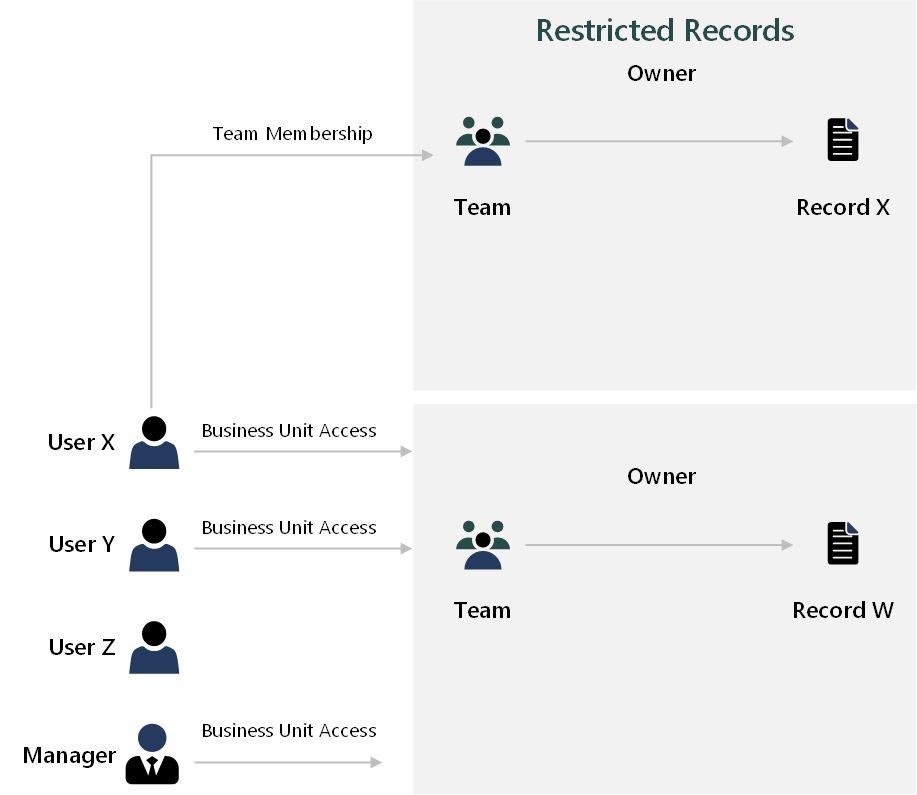 Restricted Records
Owner
Team Membership
Team
Record X
User X
Business Unit Access
Owner
User Y
Business Unit Access
Team
Record W
User Z
Manager
Business Unit Access